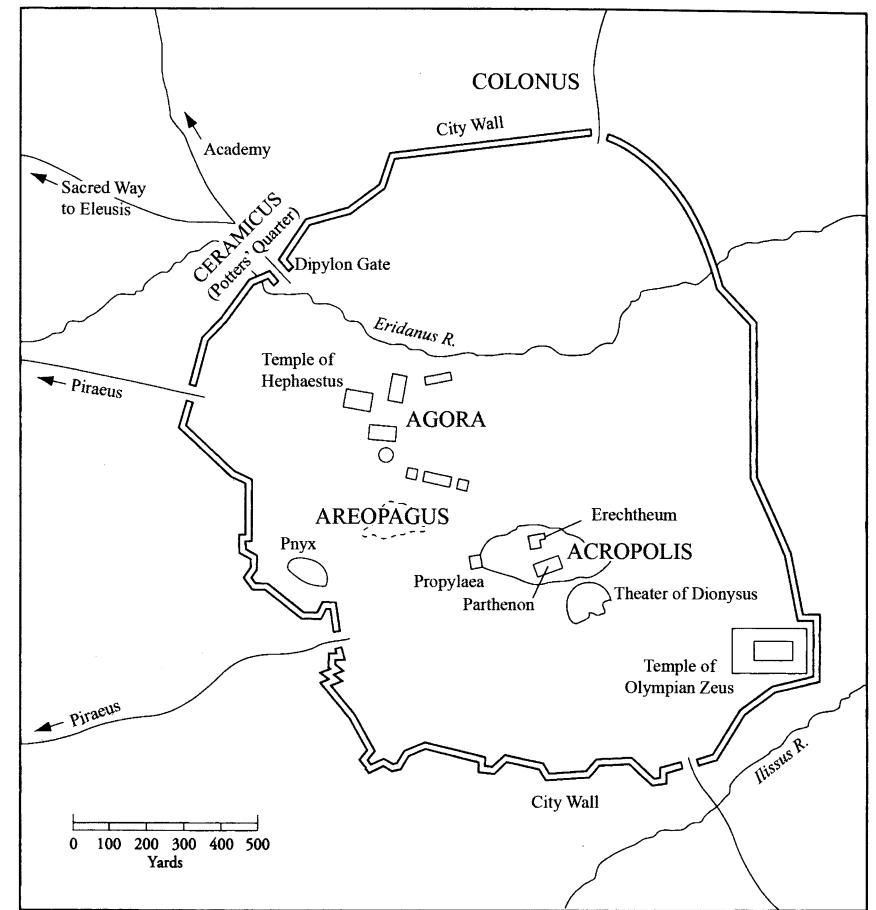 COLONUS
City Wall
Academy
Sacred Way
to Eleusis
CERAMICUS
(Potters' Quarter)
Dipylon Gate
Eridanus R.
Temple of
Hephaestus
Piraeus
AGORA
AREOPAGUS
Erechtheum
Pnyx
ACROPOLIS
Propylaea
Parthenon
Theater of Dionysus
Temple of
Olympian Zeus
Piraeus
Ilissus R.
City Wall
0 100 200 300 400 500
Yards